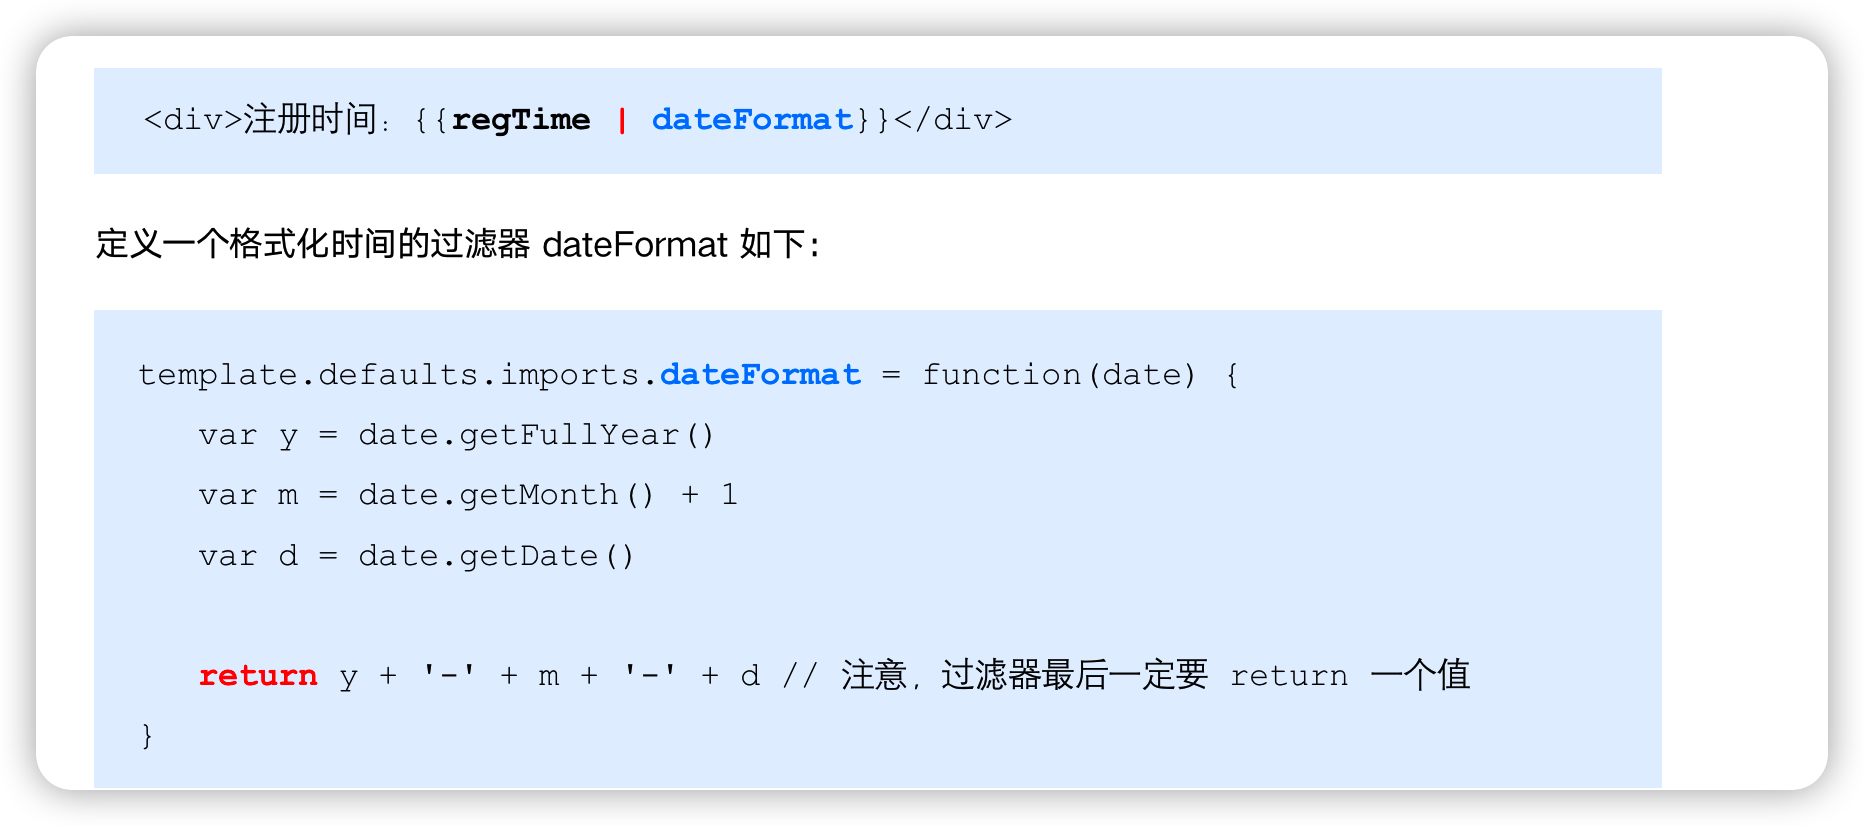 <div>注册时间：{{regTime | dateFormat}}</div>
定义一个格式化时间的过滤器 dateFormat 如下：
template.defaults.imports.dateFormat = function(date) {
var y = date.getFullYear()
var m = date.getMonth() + 1
var d = date.getDate()
return y + '-' + m + '-' + d // 注意，过滤器最后一定要 return 一个值
}